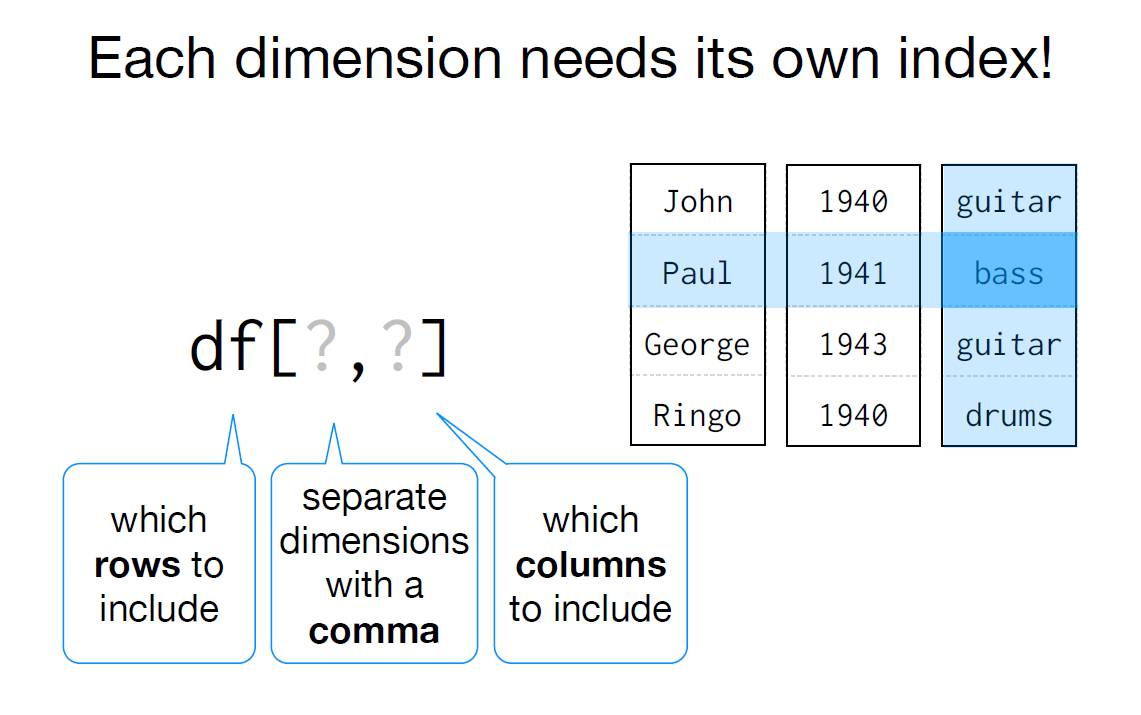 Each dimension needs its own index!
John 1940 guitar
Paul 1941 bass
George 1943 guitar
Ringo 1940 drums
df[?,?]
which
rows to
include
separate
dimensions
with a
comma
which
columns
to include